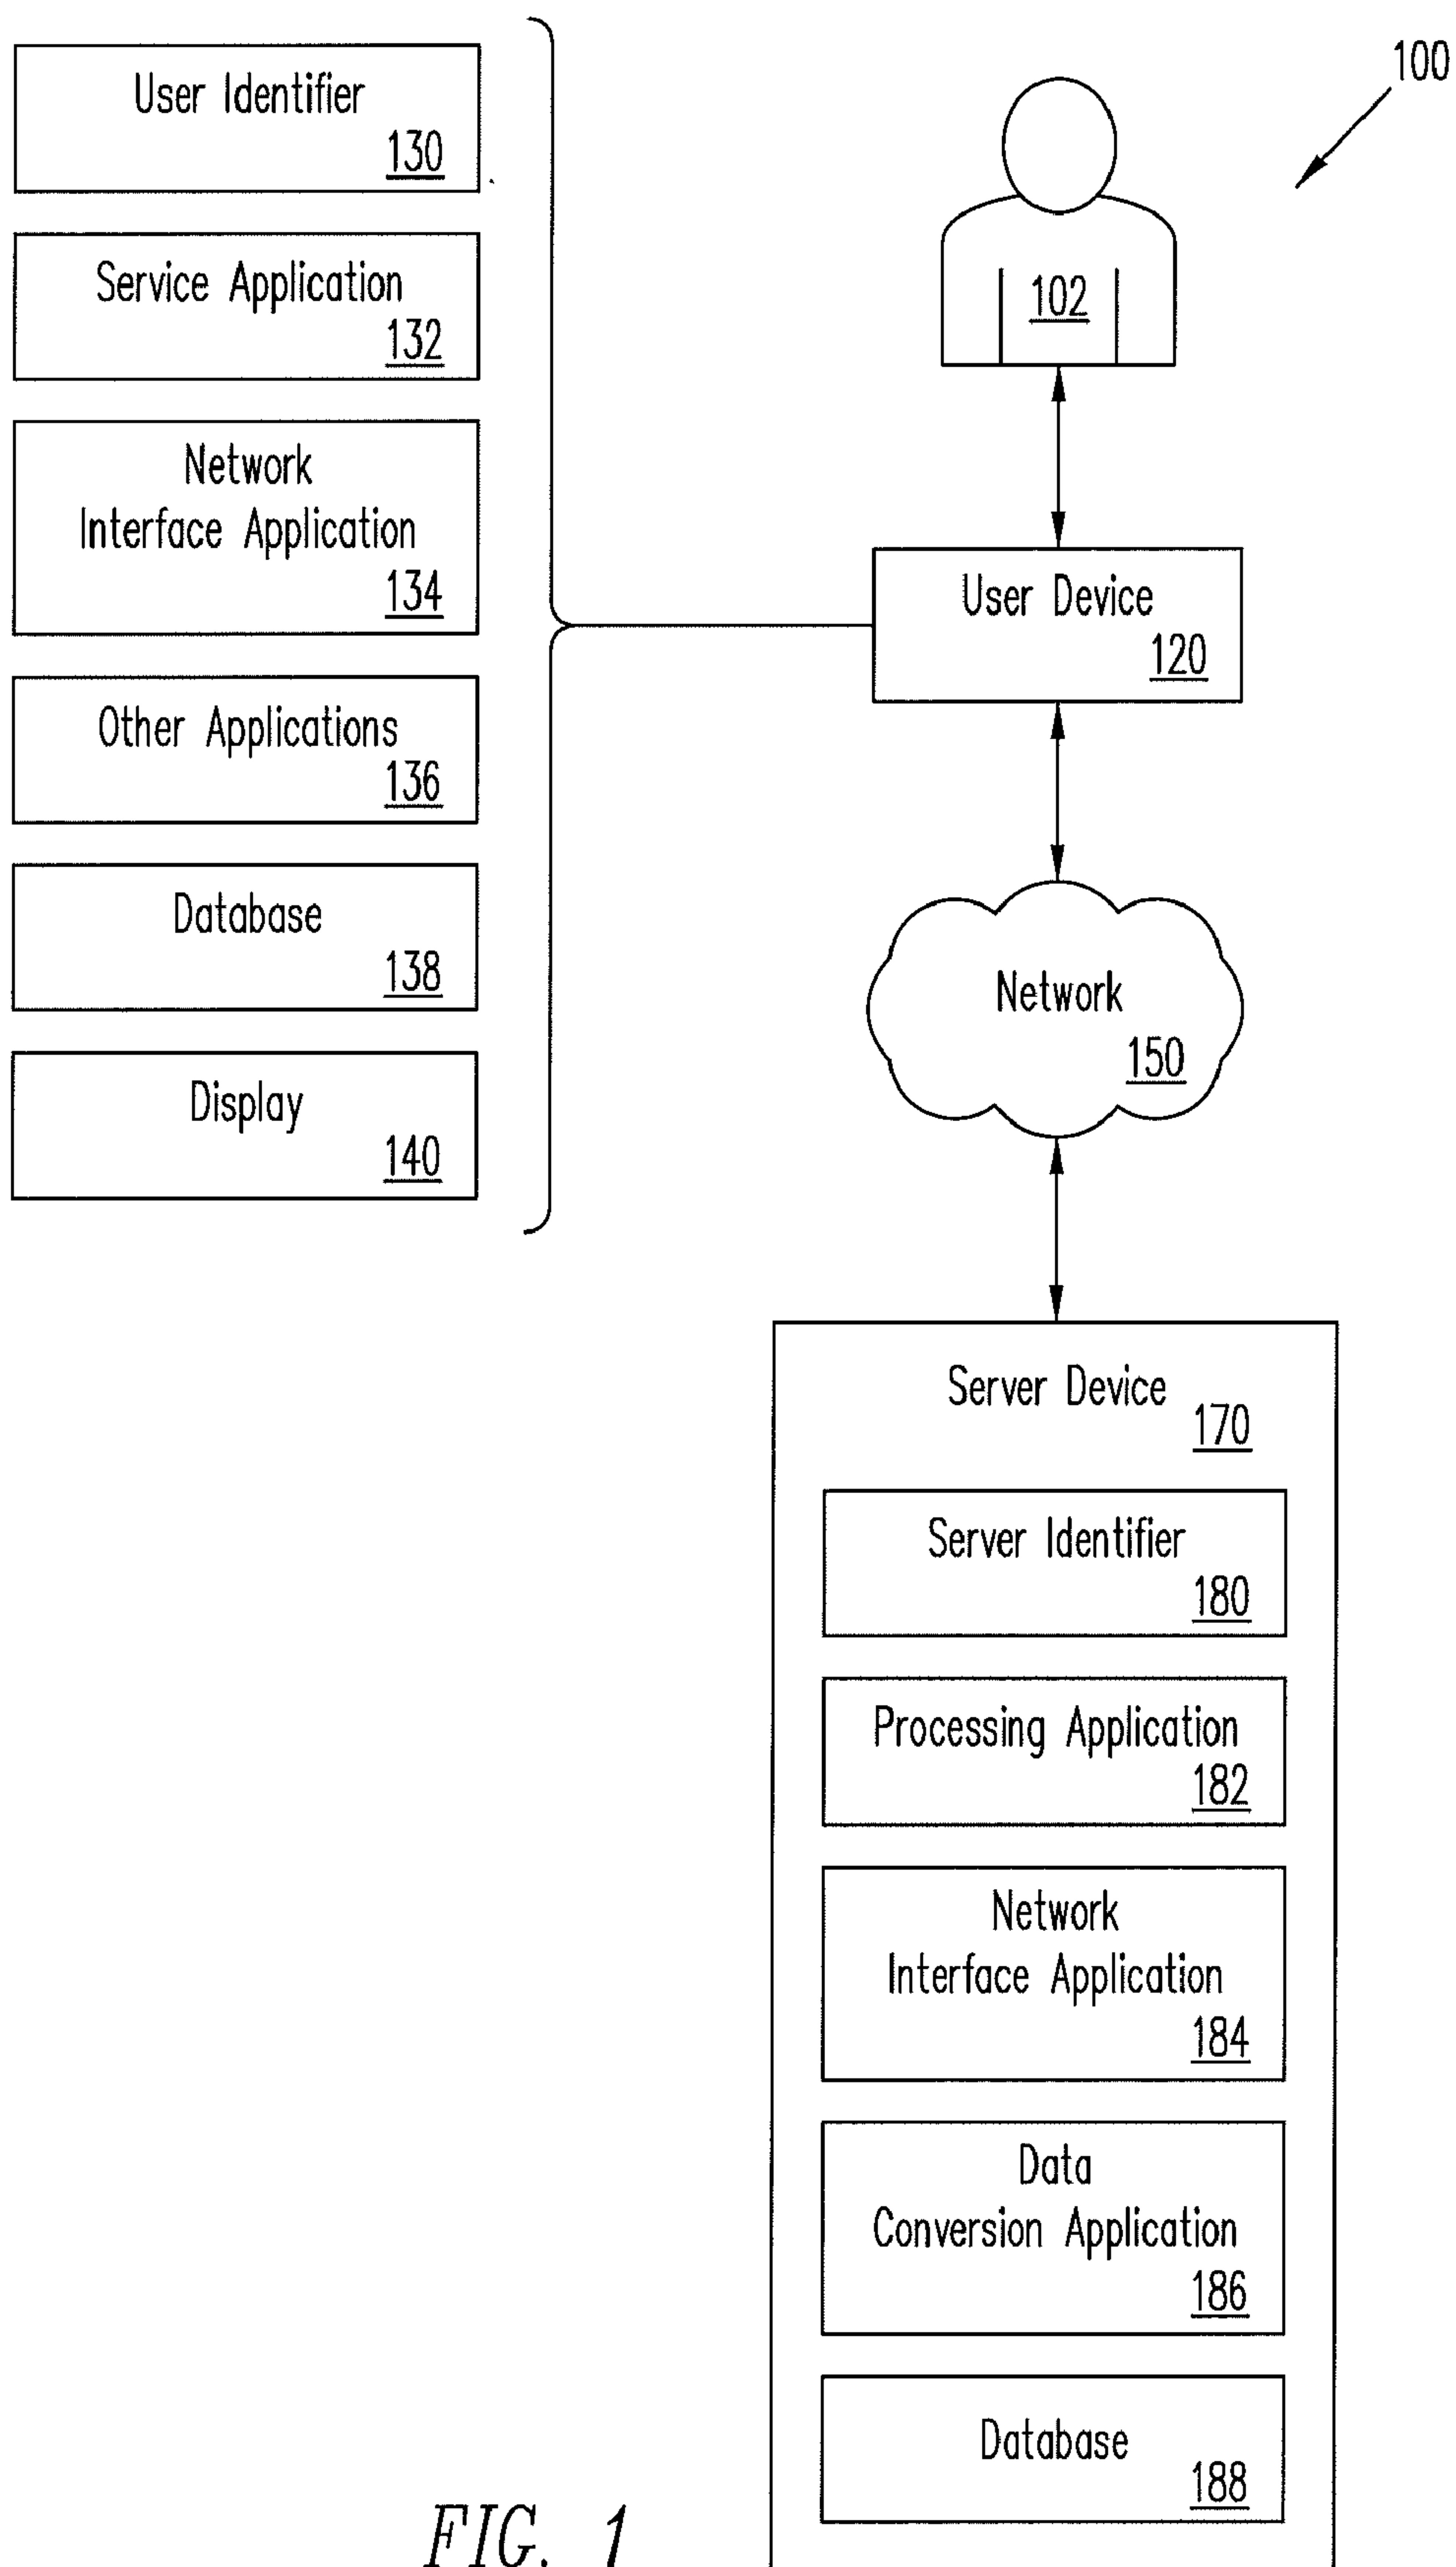 100
User Identifier
130
Service Application
132
Network
Interface Application
134
Other Applications
136
Database
138
Display
140
102
User Device
120
Network
150
Server Device
170
Server Identifier
180
Processing Application
182
Network
Interface Application
184
Data
Conversion Application
186
Database
188
FIG. 1